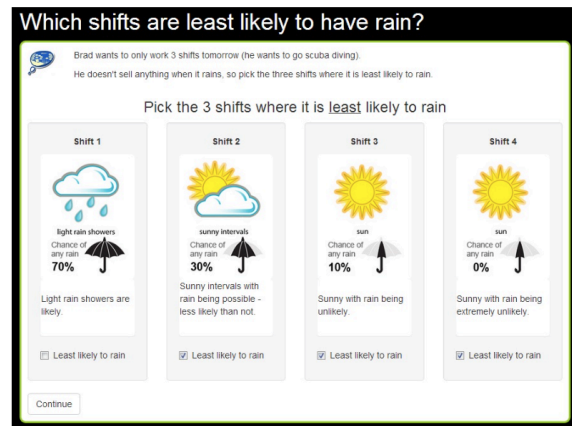 Which shifts are least likely to have rain?
Brad wants to only work 3 shifts tomorrow (he wants to go scuba diving).
He doesn't sell anything when it rains, so pick the three shifts where it is least likely to rain.
Pick the 3 shifts where it is least likely to rain
Shift 1
light rain showers
Chance of
any rain
70%
Light rain showers are
likely.
Least likely to rain
Shift 2
sunny intervals
Chance of
any rain
30%
Sunny intervals with
rain being possible -
less likely than not.
Least likely to rain
Shift 3
sun
Chance of
any rain
10%
Sunny with rain being
unlikely.
Least likely to rain
Shift 4
sun
Chance of
any rain
0%
Sunny with rain being
extremely unlikely.
Least likely to rain
Continue